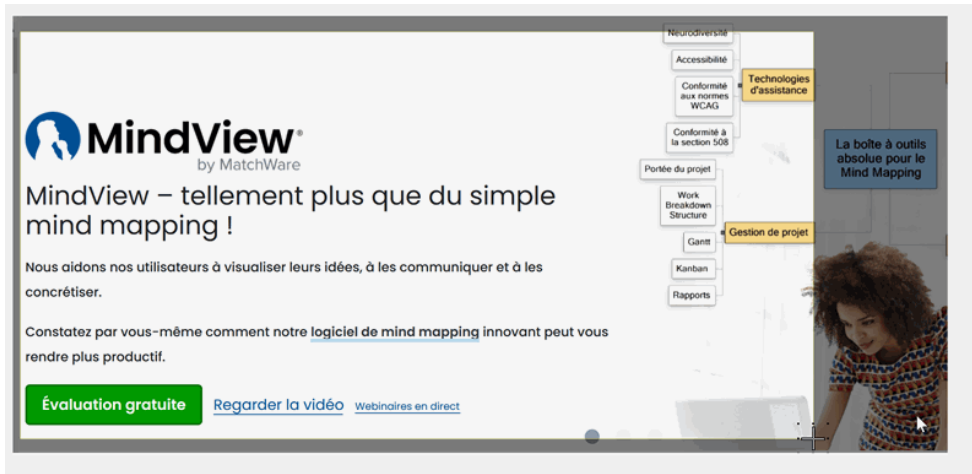 MindView®
by MatchWare
MindView – tellement plus que du simple
mind mapping !
Nous aidons nos utilisateurs à visualiser leurs idées, à les communiquer et à les
concrétiser.
Constatez par vous-même comment notre logiciel de mind mapping innovant peut vous
rendre plus productif.
Évaluation gratuite
Regarder la vidéo
Webinaires en direct
Neurodiversité
Accessibilité
Conformité
aux normes
WCAG
Conformité à
la section 508
Technologies
d'assistance
Portée du projet
Work
Breakdown
Structure
Gantt
Kanban
Rapports
Gestion de projet
La boîte à outils
absolue pour le
Mind Mapping